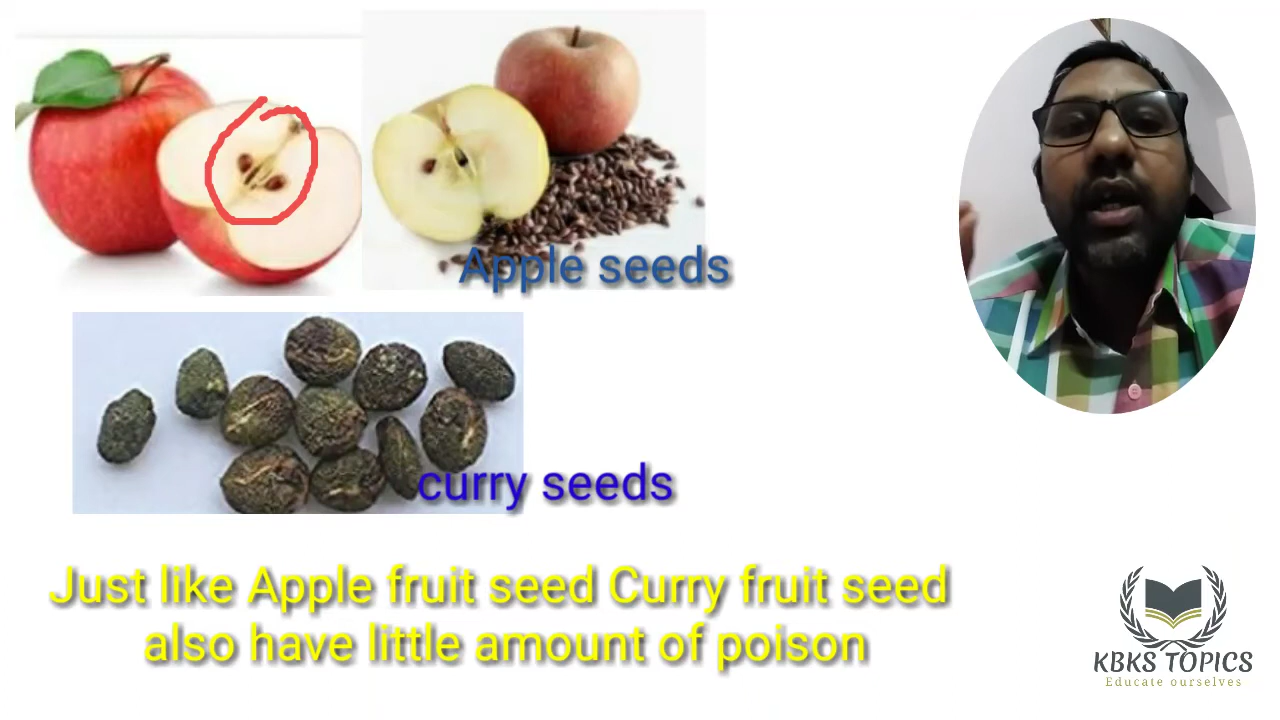 Apple seeds
curry seeds
Just like Apple fruit seed Curry fruit seed
also have little amount of poison
KBKS TOPICS
Educate ourselves